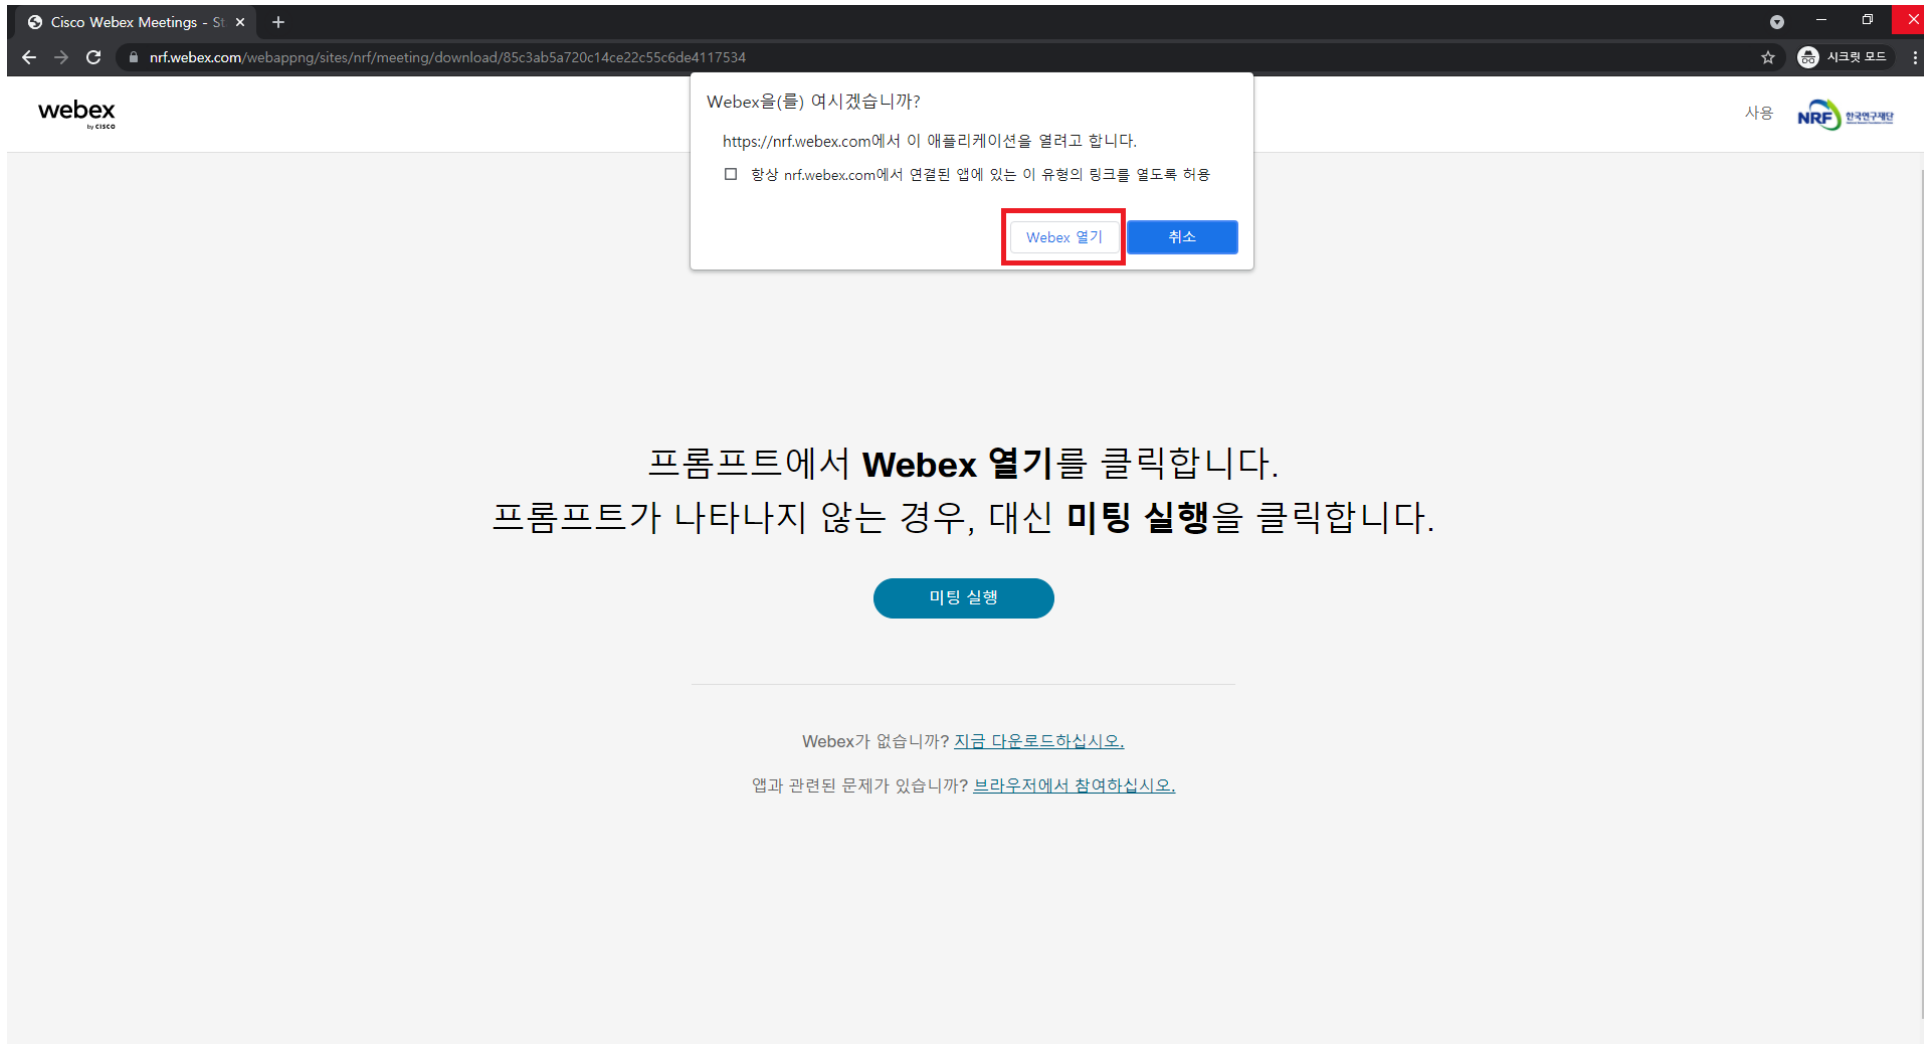 Cisco Webex Meetings - St
nrf.webex.com/webappng/sites/nrf/meeting/download/85c3ab5a720c14ce22c55c6de4117534
시크릿 모드
webex
by CISCO
사용
NRF 한국연구재단
Webex을(를) 여시겠습니까?
https://nrf.webex.com에서 이 애플리케이션을 열려고 합니다.
항상 nrf.webex.com에서 연결된 앱에 있는 이 유형의 링크를 열도록 허용
Webex 열기
취소
프롬프트에서 Webex 열기를 클릭합니다.
프롬프트가 나타나지 않는 경우, 대신 미팅 실행을 클릭합니다.
미팅 실행
Webex가 없습니까? 지금 다운로드하십시오.
앱과 관련된 문제가 있습니까? 브라우저에서 참여하십시오.